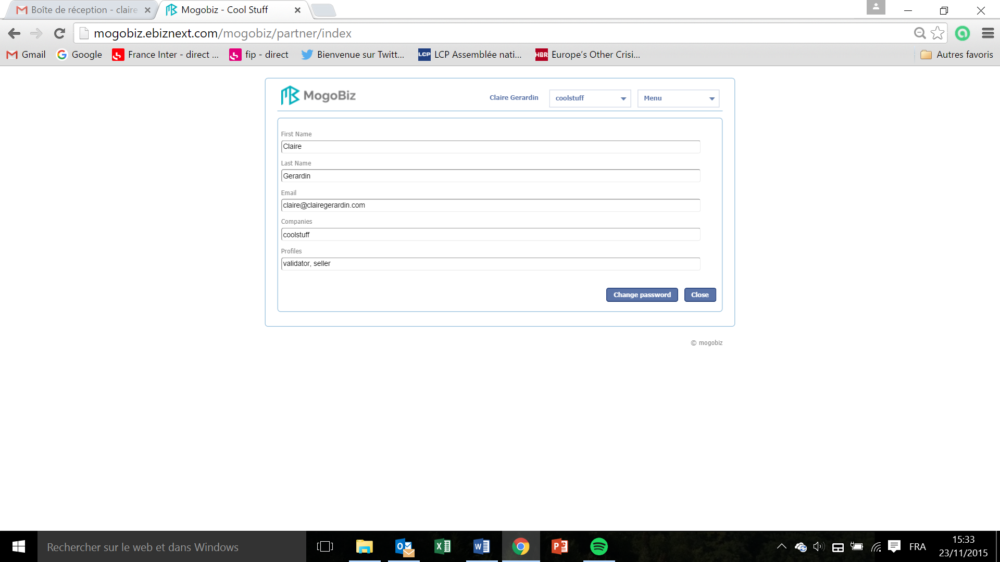 Boîte de réception - claire
Mogobiz - Cool Stuff
mogobiz.ebiznext.com/mogobiz/partner/index
Gmail
Google
France Inter - direct ...
fip - direct
Bienvenue sur Twitt...
LCP
LCP Assemblée nati...
HBR
Europe’s Other Crisi...
Autres favoris
MogoBiz
Claire Gerardin
coolstuff
Menu
First Name
Claire
Last Name
Gerardin
Email
claire@clairegerardin.com
Companies
coolstuff
Profiles
validator, seller
Change password
Close
© mogobiz
Rechercher sur le web et dans Windows
FRA
15:33
23/11/2015